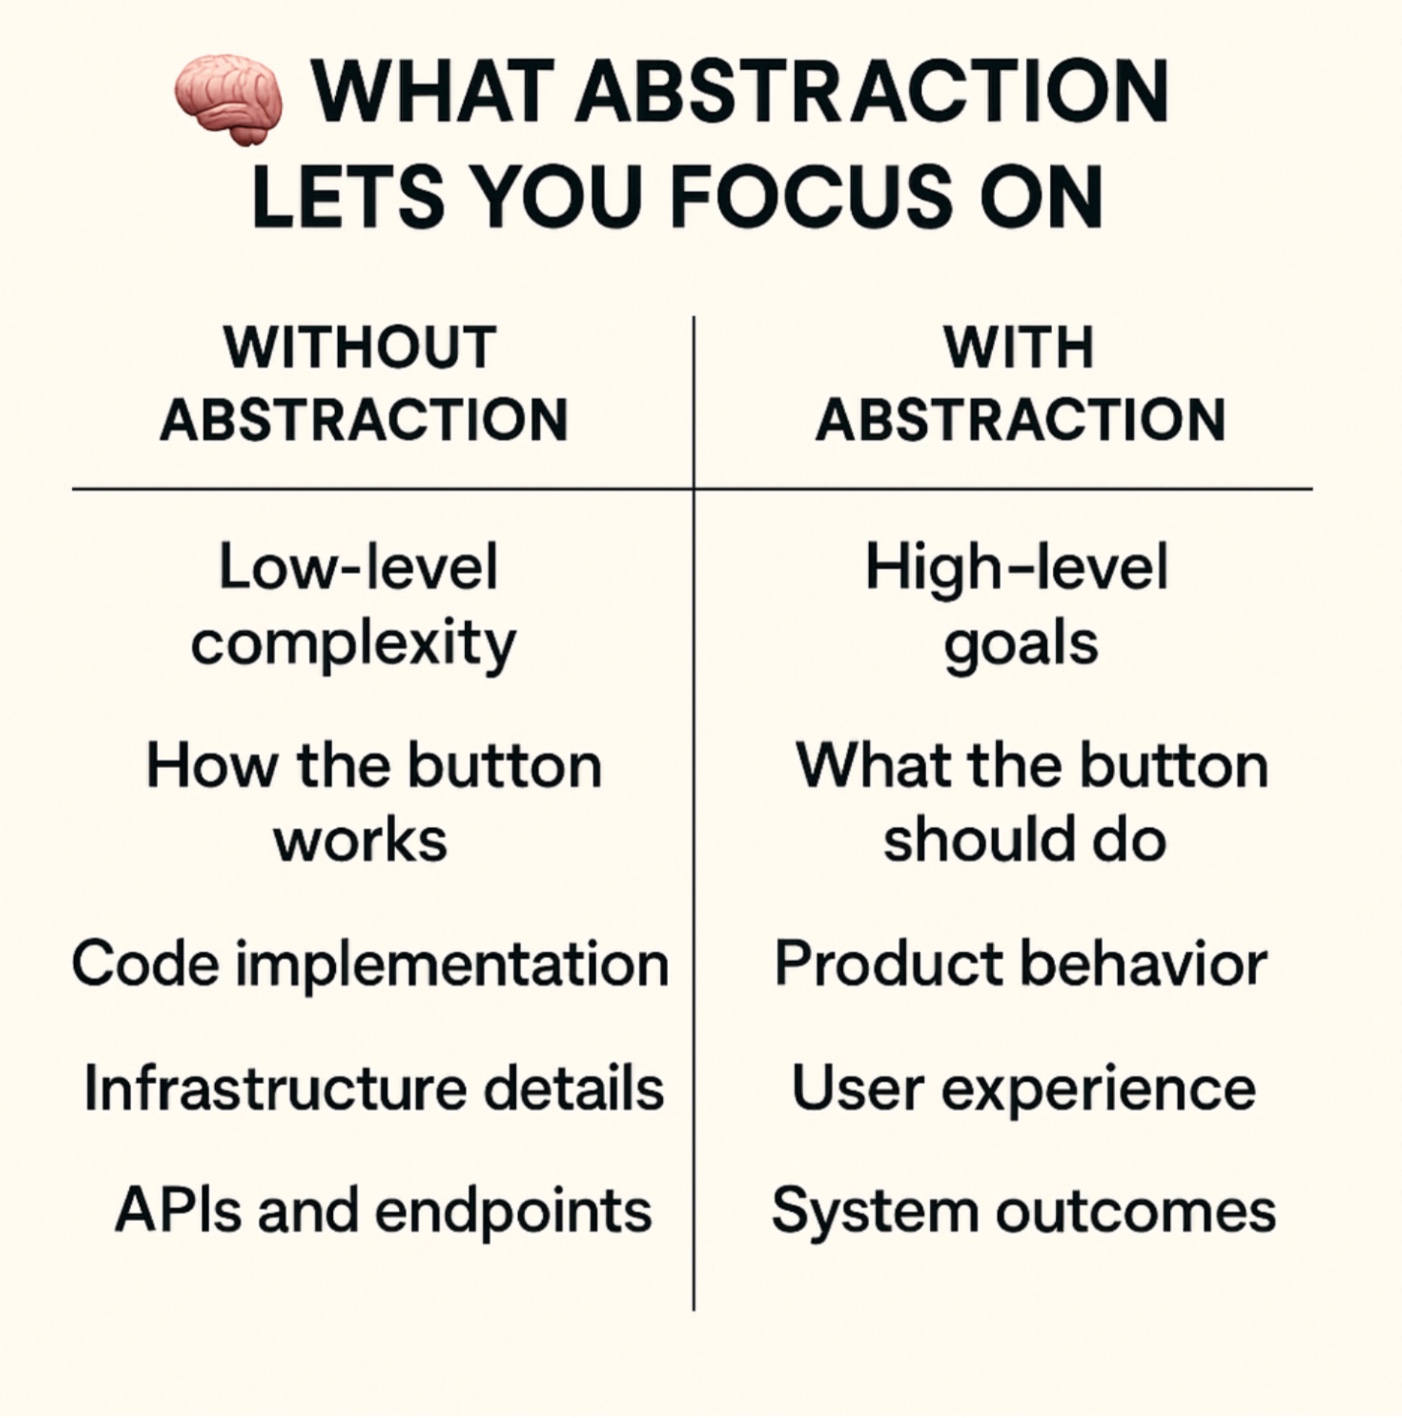 WHAT ABSTRACTION
LETS YOU FOCUS ON
WITHOUT
ABSTRACTION
WITH
ABSTRACTION
Low-level
complexity
High-level
goals
How the button
works
What the button
should do
Code implementation
Product behavior
Infrastructure details
User experience
APIs and endpoints
System outcomes